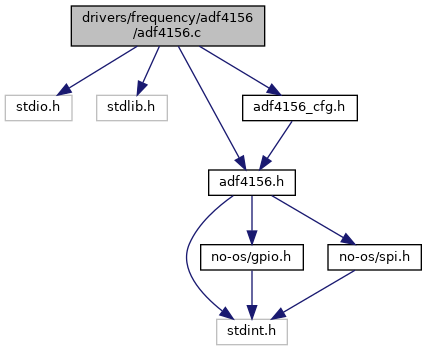 drivers/frequency/adf4156
/adf4156.c
stdio.h
stdlib.h
adf4156_cfg.h
adf4156.h
no-os/gpio.h
no-os/spi.h
stdint.h